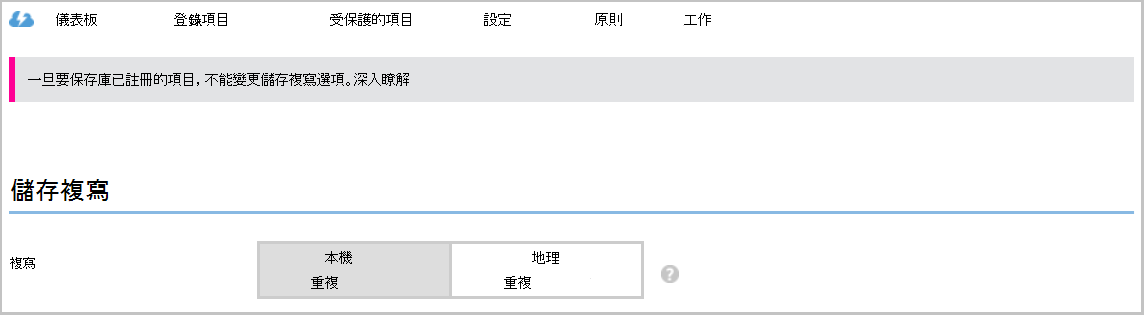 儀表板 登錄項目 受保護的項目 設定 原則 工作
一旦要保存庫已註冊的項目, 不能變更儲存複寫選項。深入瞭解
儲存複寫
複寫
本機 地理
重複 重複
?